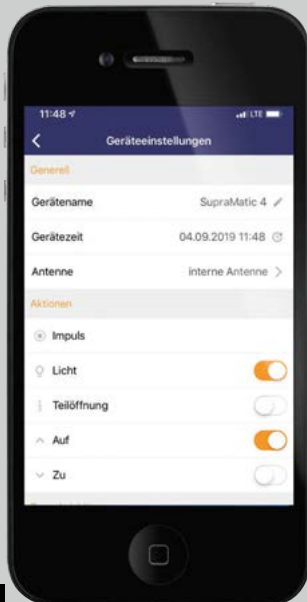 11:48 LTE
Geräteeinstellungen
Generell
Gerätename SupraMatic 4
Gerätezeit 04.09.2019 11:48
Antenne interne Antenne
Aktionen
Impuls
Licht
Teilöffnung
Auf
Zu